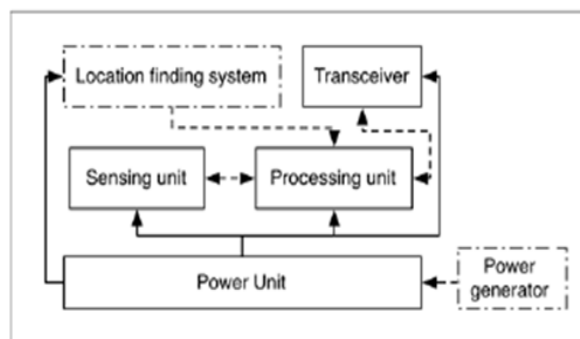 Location finding system
Transceiver
Sensing unit
Processing unit
Power Unit
Power
generator